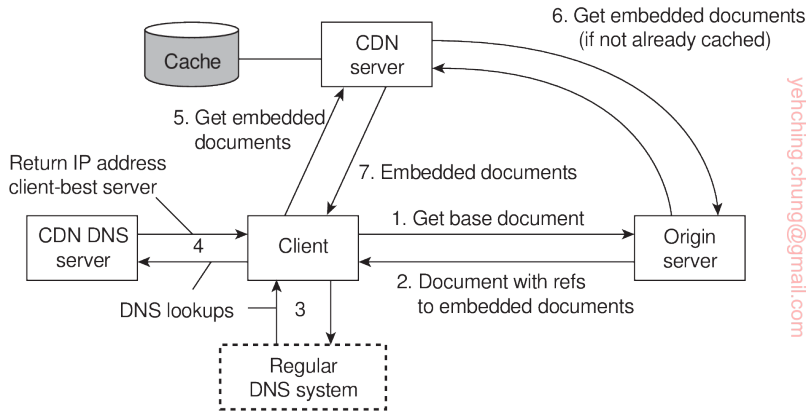 6. Get embedded documents
(if not already cached)
CDN
server
Cache
5. Get embedded
documents
Return IP address
client-best server
7. Embedded documents
1. Get base document
CDN DNS
server
4
Client
Origin
server
2. Document with refs
to embedded documents
DNS lookups
3
Regular
DNS system
yehching.chung@gmail.com